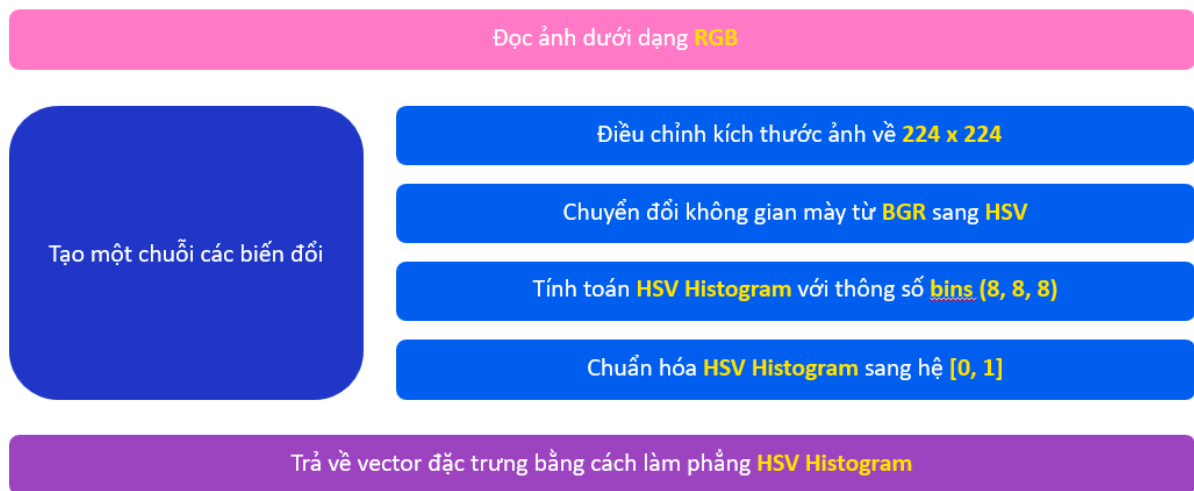 Đọc ảnh dưới dạng RGB
Tạo một chuỗi các biến đổi
Điều chỉnh kích thước ảnh về 224 x 224
Chuyển đổi không gian mày từ BGR sang HSV
Tính toán HSV Histogram với thông số bins (8, 8, 8)
Chuẩn hóa HSV Histogram sang hệ [0, 1]
Trả về vector đặc trưng bằng cách làm phẳng HSV Histogram